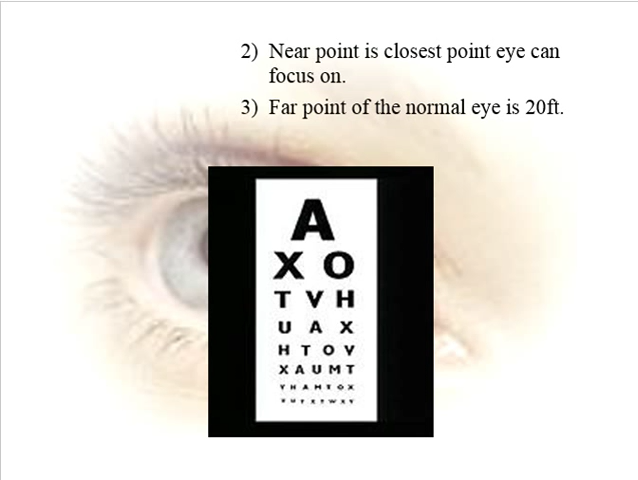 2) Near point is closest point eye can
focus on.
3) Far point of the normal eye is 20ft.
A
X O
T V H
U A X
H T O V
X A U M T
Y H A M T O X